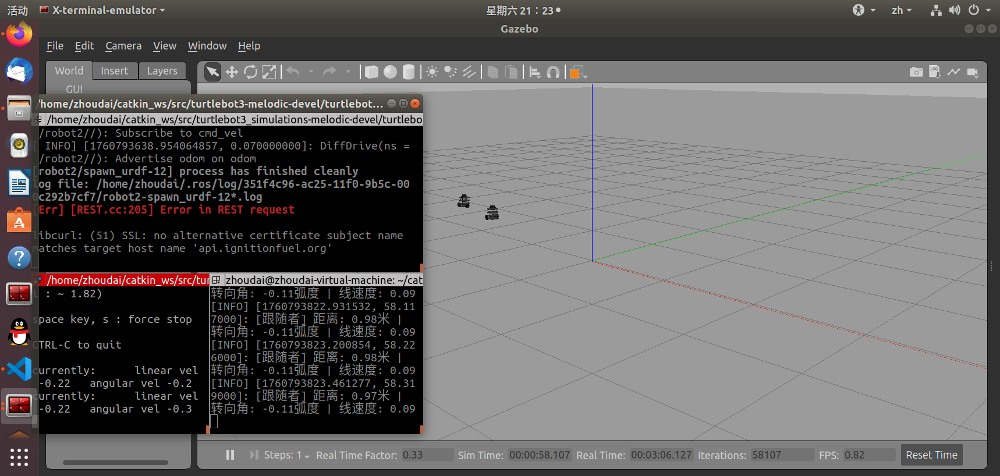 活动
X-terminal-emulator
星期六 21：23
zh
Gazebo
File Edit Camera View Window Help
World Insert Layers
GUI
LOG
/home/zhoudai/catkin_ws/src/turtlebot3-melodic-devel/turtlebot...
/home/zhoudai/catkin_ws/src/turtlebot3_simulations-melodic-devel/turtlebo
/robot2//): Subscribe to cmd_vel
[ INFO] [1760793638.954064857, 0.070000000]: DiffDrive(ns =
/robot2//): Advertise odom on odom
[robot2/spawn_urdf-12] process has finished cleanly
log file: /home/zhoudai/.ros/log/351f4c96-ac25-11f0-9b5c-00
0c292b7cf7/robot2-spawn_urdf-12*.log
[Err] [REST.cc:205] Error in REST request
libcurl: (51) SSL: no alternative certificate subject name
matches target host name 'api.ignitionfuel.org'
/home/zhoudai/catkin_ws/src/tur
i : ~ 1.82)
space key, s : force stop
CTRL-C to quit
currently: linear vel
-0.22 angular vel -0.2
currently: linear vel
-0.22 angular vel -0.3
zhoudai@zhoudai-virtual-machine: ~/cat
转向角: -0.11弧度 | 线速度: 0.09
[INFO] [1760793822.931532, 58.11
7000]: [跟随者] 距离: 0.98米 |
转向角: -0.11弧度 | 线速度: 0.09
[INFO] [1760793823.200854, 58.22
6000]: [跟随者] 距离: 0.98米 |
转向角: -0.11弧度 | 线速度: 0.09
[INFO] [1760793823.461277, 58.31
9000]: [跟随者] 距离: 0.97米 |
转向角: -0.11弧度 | 线速度: 0.09
Steps: 1 Real Time Factor: 0.33 Sim Time: 00:00:58.107 Real Time: 00:03:06.127 Iterations: 58107 FPS: 0.82 Reset Time